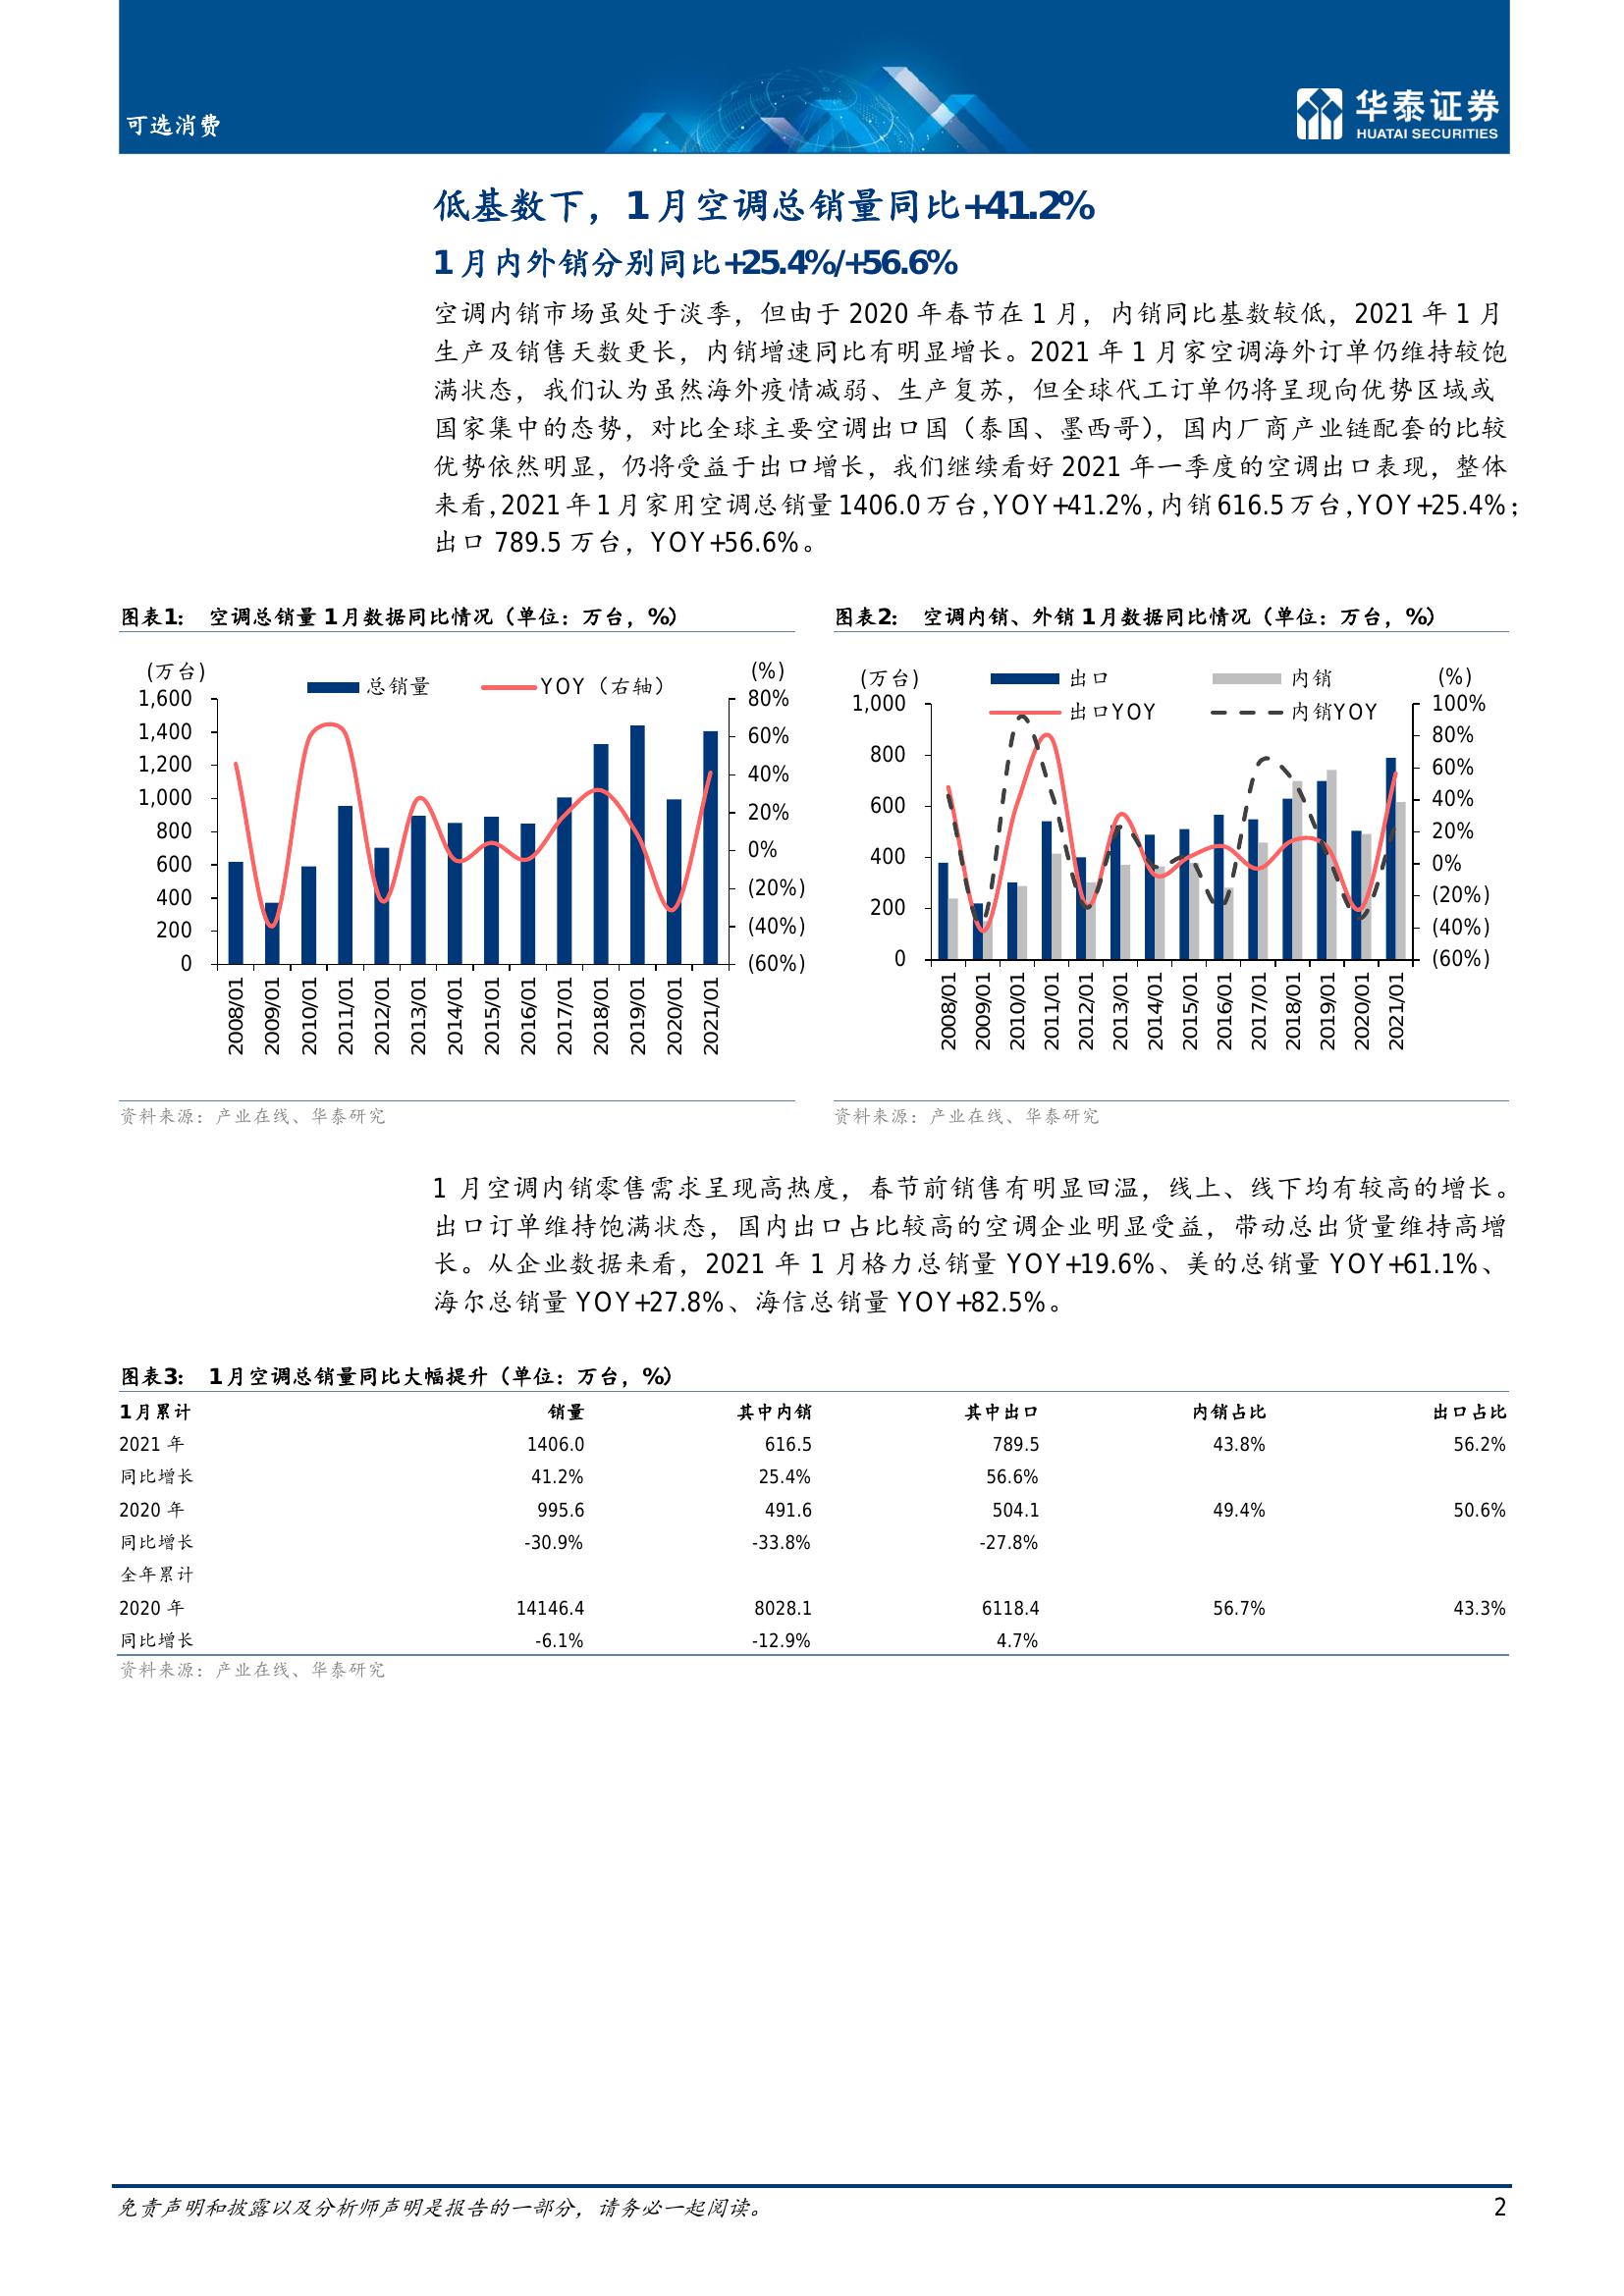 可选消费
华泰证券
HUATAI SECURITIES
低基数下，1 月空调总销量同比+41.2%
1 月内外销分别同比+25.4%/+56.6%
空调内销市场虽处于淡季，但由于 2020 年春节在 1 月，内销同比基数较低，2021 年 1 月
生产及销售天数更长，内销增速同比有明显增长。2021 年 1 月家空调海外订单仍维持较饱
满状态，我们认为虽然海外疫情减弱、生产复苏，但全球代工订单仍将呈现向优势区域或
国家集中的态势，对比全球主要空调出口国（泰国、墨西哥），国内厂商产业链配套的比较
优势依然明显，仍将受益于出口增长，我们继续看好 2021 年一季度的空调出口表现，整体
来看，2021 年 1 月家用空调总销量 1406.0 万台，YOY+41.2%，内销 616.5 万台，YOY+25.4%；
出口 789.5 万台，YOY+56.6%。
图表1： 空调总销量 1 月数据同比情况（单位：万台，%）
(万台)
总销量
YOY（右轴）
(%)
1,600
1,400
1,200
1,000
800
600
400
200
0
80%
60%
40%
20%
0%
(20%)
(40%)
(60%)
2008/01
2009/01
2010/01
2011/01
2012/01
2013/01
2014/01
2015/01
2016/01
2017/01
2018/01
2019/01
2020/01
2021/01
资料来源：产业在线、华泰研究
图表2： 空调内销、外销 1 月数据同比情况（单位：万台，%）
(万台)
出口
内销
出口YOY
内销YOY
(%)
1,000
800
600
400
200
0
100%
80%
60%
40%
20%
0%
(20%)
(40%)
(60%)
2008/01
2009/01
2010/01
2011/01
2012/01
2013/01
2014/01
2015/01
2016/01
2017/01
2018/01
2019/01
2020/01
2021/01
资料来源：产业在线、华泰研究
1 月空调内销零售需求呈现高热度，春节前销售有明显回温，线上、线下均有较高的增长。
出口订单维持饱满状态，国内出口占比较高的空调企业明显受益，带动总出货量维持高增
长。从企业数据来看，2021 年 1 月格力总销量 YOY+19.6%、美的总销量 YOY+61.1%、
海尔总销量 YOY+27.8%、海信总销量 YOY+82.5%。
图表3： 1 月空调总销量同比大幅提升（单位：万台，%）
1 月累计 销量 其中内销 其中出口 内销占比 出口占比
2021 年 1406.0 616.5 789.5 43.8% 56.2%
同比增长 41.2% 25.4% 56.6%
2020 年 995.6 491.6 504.1 49.4% 50.6%
同比增长 -30.9% -33.8% -27.8%
全年累计
2020 年 14146.4 8028.1 6118.4 56.7% 43.3%
同比增长 -6.1% -12.9% 4.7%
资料来源：产业在线、华泰研究
免责声明和披露以及分析师声明是报告的一部分，请务必一起阅读。 2